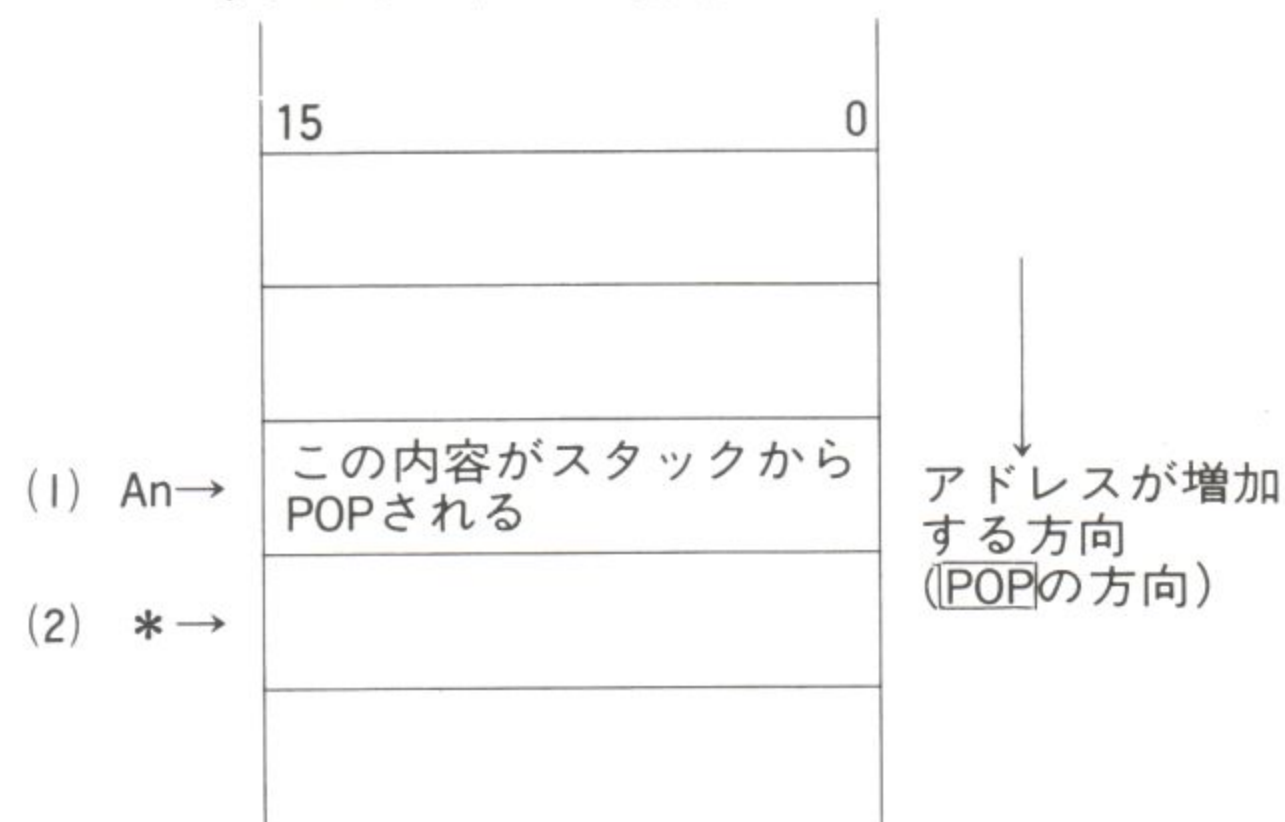 15 0
(1) An→ この内容がスタックから
POPされる
アドレスが増加
する方向
(POPの方向)
(2) *→